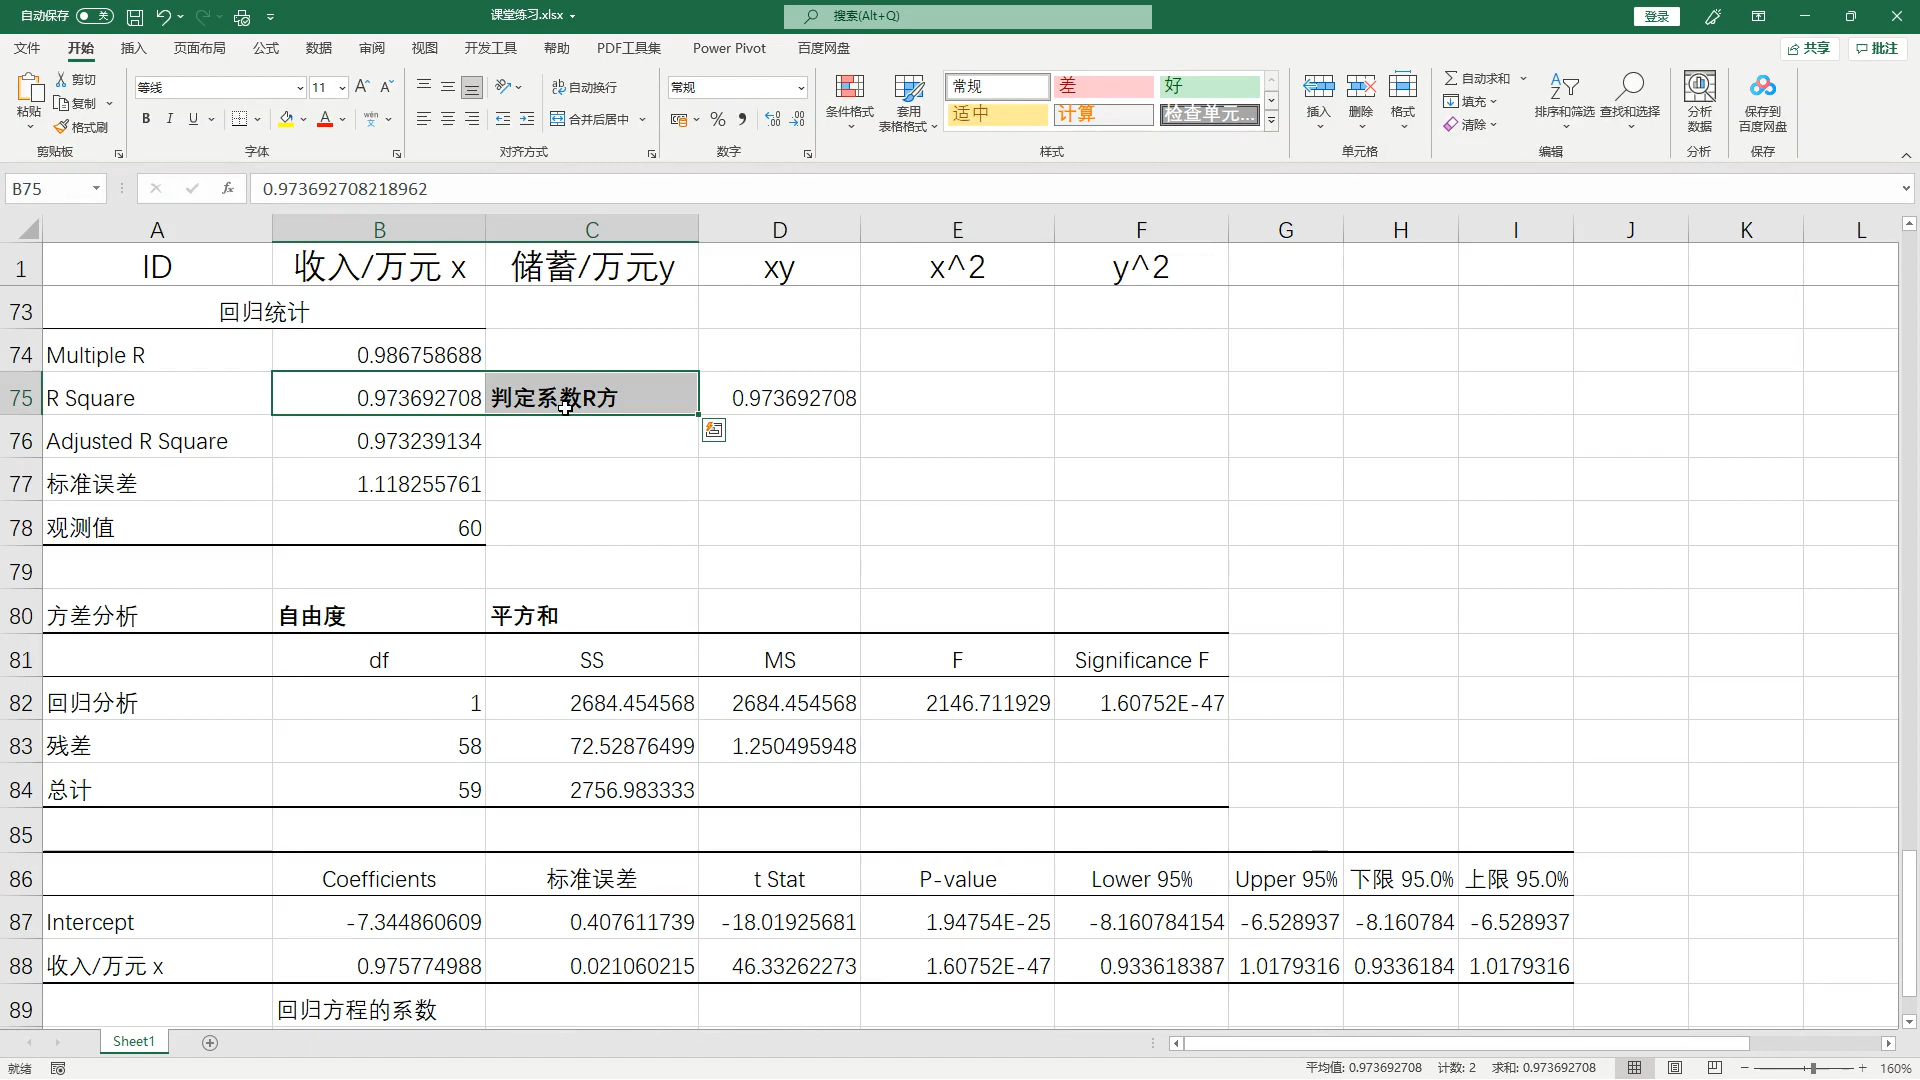 自动保存 关 课堂练习.xlsx 搜索(Alt+Q) 登录
文件 开始 插入 页面布局 公式 数据 审阅 视图 开发工具 帮助 PDF工具集 Power Pivot 百度网盘 共享 批注
粘贴 剪切 复制 格式刷 剪贴板
等线 11 B I U A 字体
自动换行 合并后居中 对齐方式
常规 % 数字
条件格式 套用表格格式 常规 差 好 适中 计算 检查单元... 样式
插入 删除 格式 单元格
自动求和 填充 清除 排序和筛选 查找和选择 编辑
分析数据 分析
保存到百度网盘 保存
B75 fx 0.973692708218962
A B C D E F G H I J K L
1 ID 收入/万元 x 储蓄/万元y xy x^2 y^2
73 回归统计
74 Multiple R 0.986758688
75 R Square 0.973692708 判定系数R方 0.973692708
76 Adjusted R Square 0.973239134
77 标准误差 1.118255761
78 观测值 60
79
80 方差分析 自由度 平方和
81 df SS MS F Significance F
82 回归分析 1 2684.454568 2684.454568 2146.711929 1.60752E-47
83 残差 58 72.52876499 1.250495948
84 总计 59 2756.983333
85
86 Coefficients 标准误差 t Stat P-value Lower 95% Upper 95% 下限 95.0% 上限 95.0%
87 Intercept -7.344860609 0.407611739 -18.01925681 1.94754E-25 -8.160784154 -6.528937 -8.160784 -6.528937
88 收入/万元 x 0.975774988 0.021060215 46.33262273 1.60752E-47 0.933618387 1.0179316 0.9336184 1.0179316
89 回归方程的系数
Sheet1
就绪 平均值: 0.973692708 计数: 2 求和: 0.973692708 160%